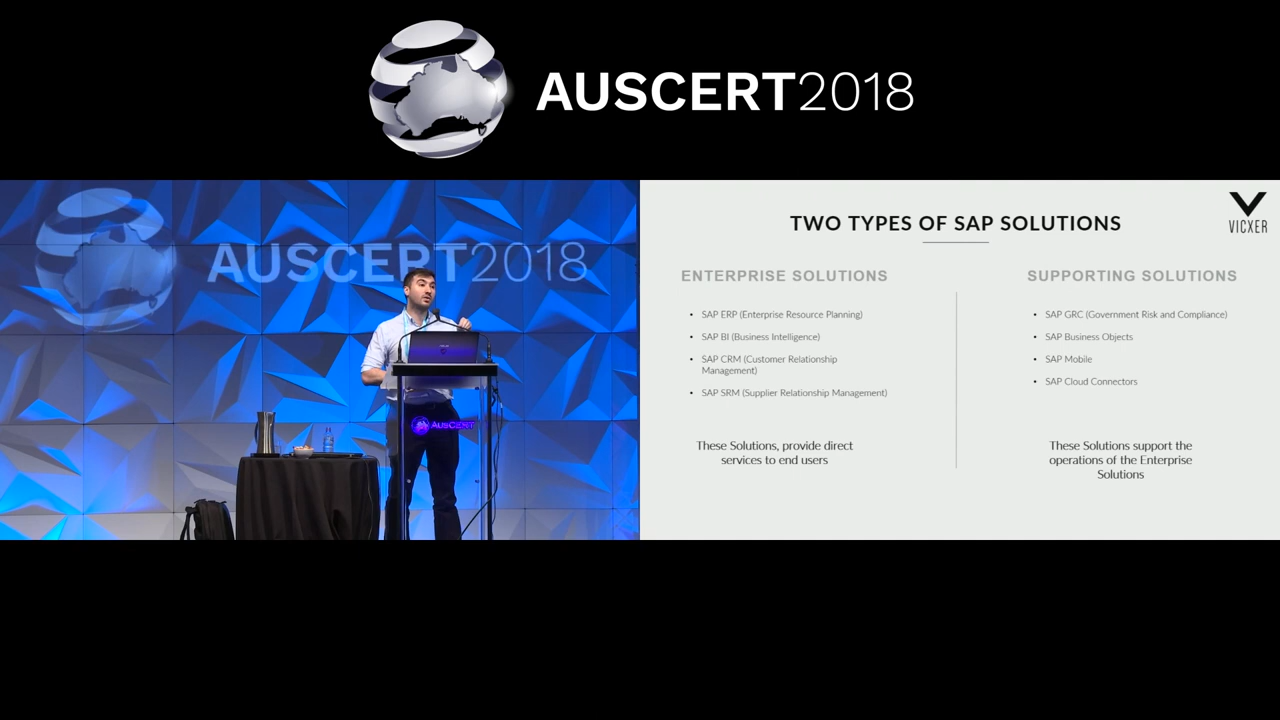 AUSCERT2018
AUSCERT2018
AUSCERT
VICXER
TWO TYPES OF SAP SOLUTIONS
ENTERPRISE SOLUTIONS
• SAP ERP (Enterprise Resource Planning)
• SAP BI (Business Intelligence)
• SAP CRM (Customer Relationship
Management)
• SAP SRM (Supplier Relationship Management)
These Solutions, provide direct
services to end users
SUPPORTING SOLUTIONS
• SAP GRC (Government Risk and Compliance)
• SAP Business Objects
• SAP Mobile
• SAP Cloud Connectors
These Solutions support the
operations of the Enterprise
Solutions